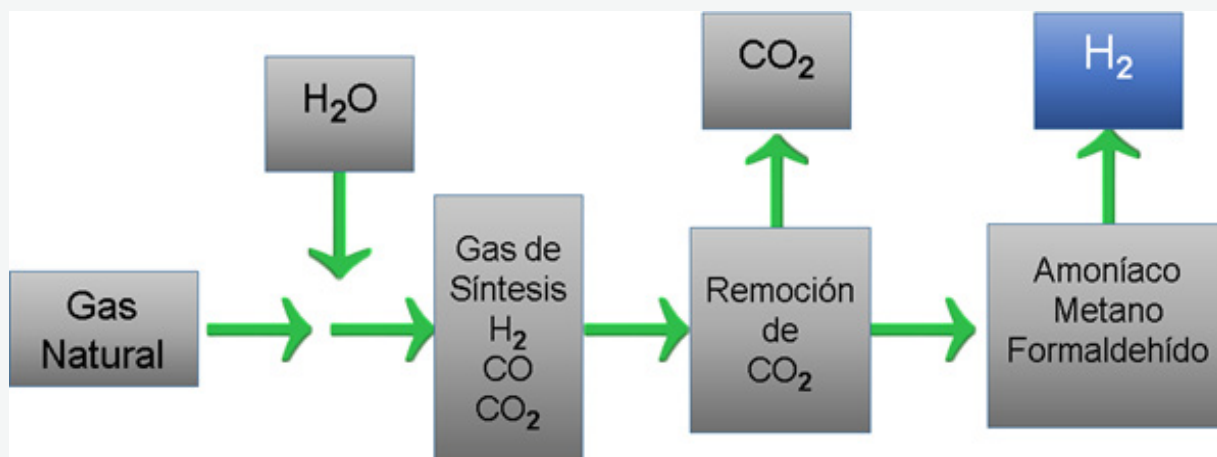 H₂O
CO₂
H₂
Gas
Natural
Gas de
Síntesis
H₂
CO
CO₂
Remoción
de
CO₂
Amoníaco
Metano
Formaldehído